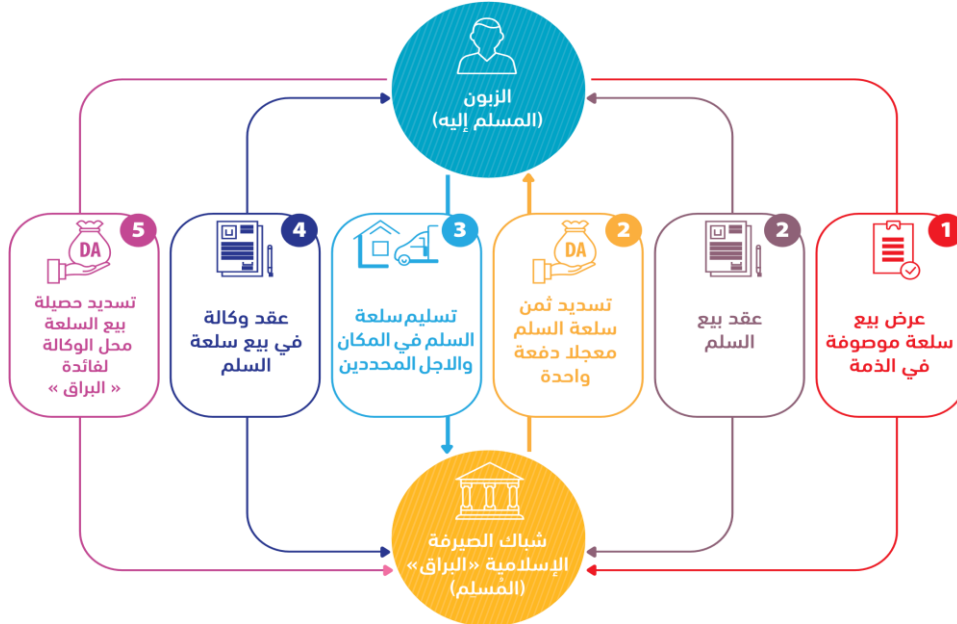 الزبون
(المسلم إليه)
1
عرض بيع
سلعة موصوفة
في الذمة
2
عقد بيع
السلم
2
DA
تسديد ثمن
سلعة السلم
معجلا دفعة
واحدة
3
تسليم سلعة
السلم في المكان
والاجل المحددين
4
عقد وكالة
في بيع سلعة
السلم
5
DA
تسديد حصيلة
بيع السلعة
محل الوكالة
لفائدة
« البراق »
شباك الصيرفة
الإسلامية «البراق»
(المُسلِم)